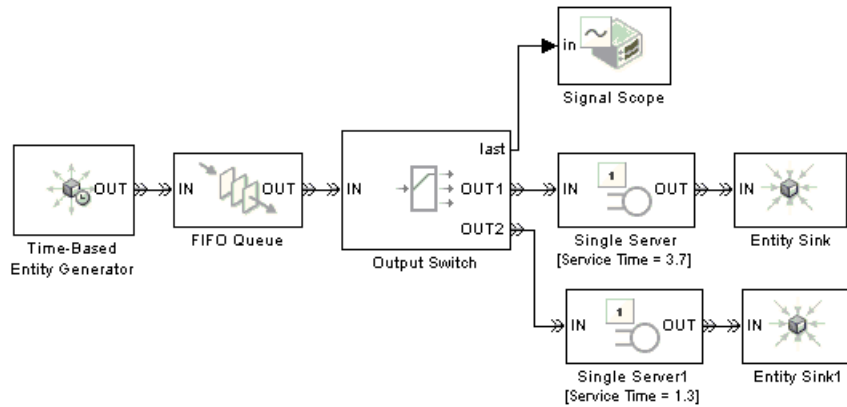 in
Signal Scope
last
OUT
IN
OUT
IN
OUT1
IN
OUT
IN
OUT2
Time-Based
Entity Generator
FIFO Queue
Output Switch
Single Server
[Service Time = 3.7]
Entity Sink
1
1
IN
OUT
IN
Single Server1
[Service Time = 1.3]
Entity Sink1